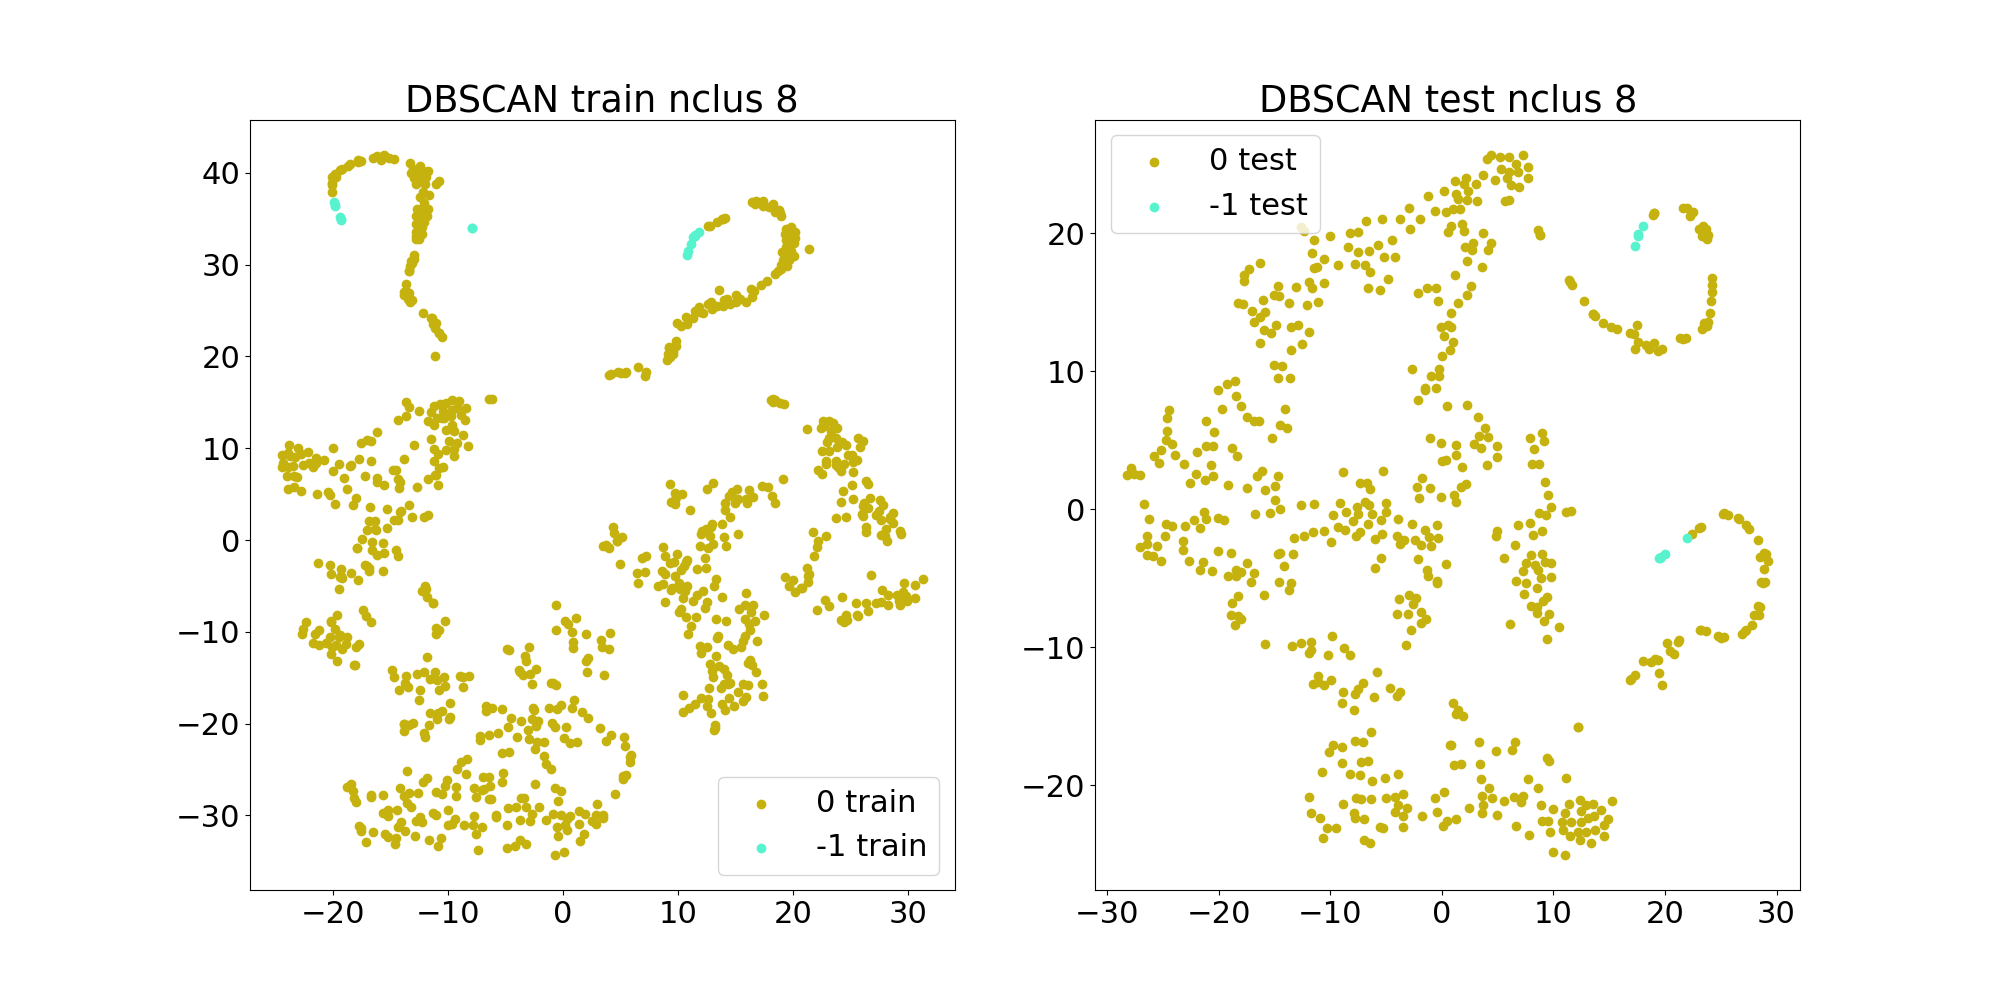 DBSCAN train nclus 8
40
30
20
10
0
−10
−20
−30
−20 −10 0 10 20 30
0 train
-1 train
DBSCAN test nclus 8
20
10
0
−10
−20
−30 −20 −10 0 10 20 30
0 test
-1 test